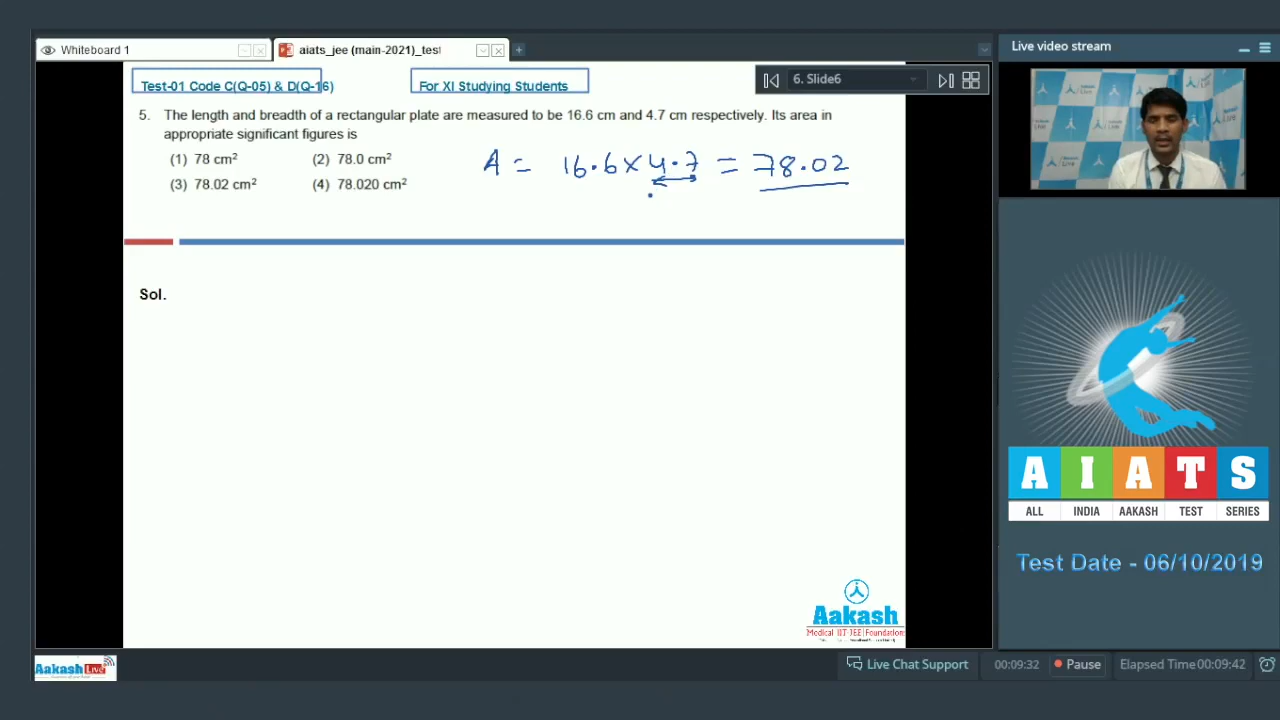 Whiteboard 1
aiats_jee (main-2021)_test
Live video stream
Test-01 Code C(Q-05) & D(Q-16)
For XI Studying Students
6. Slide6
5. The length and breadth of a rectangular plate are measured to be 16.6 cm and 4.7 cm respectively. Its area in
appropriate significant figures is
(1) 78 cm² (2) 78.0 cm²
(3) 78.02 cm² (4) 78.020 cm²
A = 16.6 × 4.7 = 78.02
Sol.
A I A T S
ALL INDIA AAKASH TEST SERIES
Test Date - 06/10/2019
Aakash
Medical IIT-JEE Foundations
Aakash Live
Live Chat Support
00:09:32
Pause
Elapsed Time 00:09:42